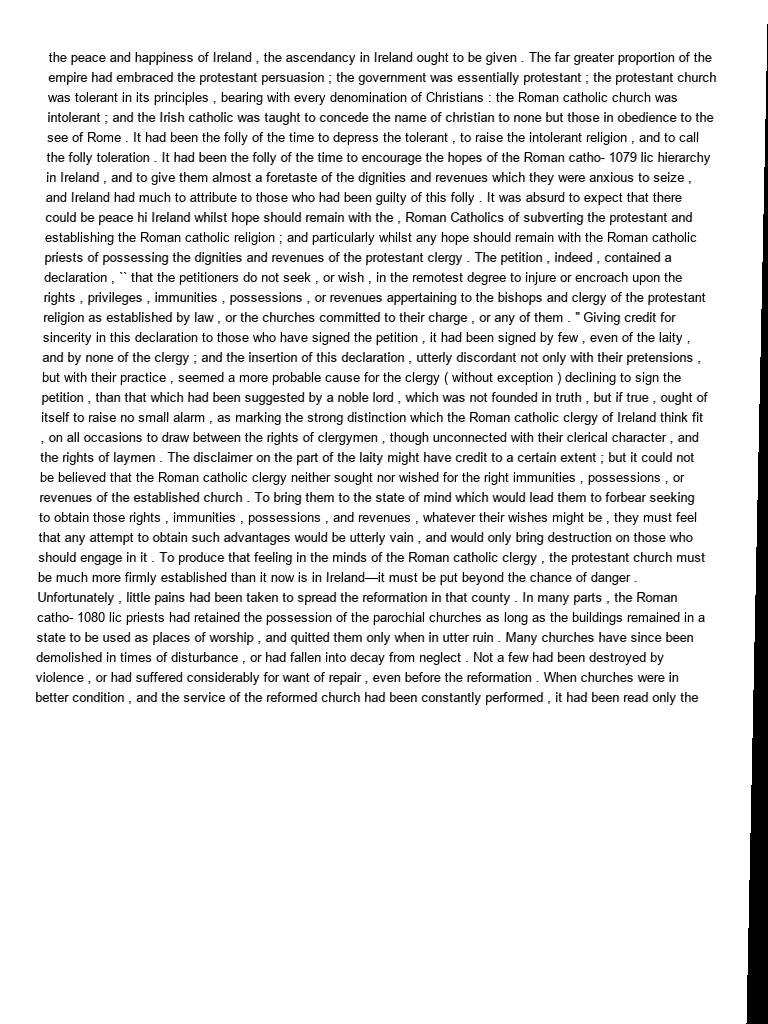 the peace and happiness of Ireland , the ascendancy in Ireland ought to be given . The far greater proportion of the
empire had embraced the protestant persuasion ; the government was essentially protestant ; the protestant church
was tolerant in its principles , bearing with every denomination of Christians : the Roman catholic church was
intolerant ; and the Irish catholic was taught to concede the name of christian to none but those in obedience to the
see of Rome . It had been the folly of the time to depress the tolerant , to raise the intolerant religion , and to call
the folly toleration . It had been the folly of the time to encourage the hopes of the Roman catho- 1079 lic hierarchy
in Ireland , and to give them almost a foretaste of the dignities and revenues which they were anxious to seize ,
and Ireland had much to attribute to those who had been guilty of this folly . It was absurd to expect that there
could be peace hi Ireland whilst hope should remain with the , Roman Catholics of subverting the protestant and
establishing the Roman catholic religion ; and particularly whilst any hope should remain with the Roman catholic
priests of possessing the dignities and revenues of the protestant clergy . The petition , indeed , contained a
declaration , `` that the petitioners do not seek , or wish , in the remotest degree to injure or encroach upon the
rights , privileges , immunities , possessions , or revenues appertaining to the bishops and clergy of the protestant
religion as established by law , or the churches committed to their charge , or any of them . " Giving credit for
sincerity in this declaration to those who have signed the petition , it had been signed by few , even of the laity ,
and by none of the clergy ; and the insertion of this declaration , utterly discordant not only with their pretensions ,
but with their practice , seemed a more probable cause for the clergy ( without exception ) declining to sign the
petition , than that which had been suggested by a noble lord , which was not founded in truth , but if true , ought of
itself to raise no small alarm , as marking the strong distinction which the Roman catholic clergy of Ireland think fit
, on all occasions to draw between the rights of clergymen , though unconnected with their clerical character , and
the rights of laymen . The disclaimer on the part of the laity might have credit to a certain extent ; but it could not
be believed that the Roman catholic clergy neither sought nor wished for the right immunities , possessions , or
revenues of the established church . To bring them to the state of mind which would lead them to forbear seeking
to obtain those rights , immunities , possessions , and revenues , whatever their wishes might be , they must feel
that any attempt to obtain such advantages would be utterly vain , and would only bring destruction on those who
should engage in it . To produce that feeling in the minds of the Roman catholic clergy , the protestant church must
be much more firmly established than it now is in Ireland—it must be put beyond the chance of danger .
Unfortunately , little pains had been taken to spread the reformation in that county . In many parts , the Roman
catho- 1080 lic priests had retained the possession of the parochial churches as long as the buildings remained in a
state to be used as places of worship , and quitted them only when in utter ruin . Many churches have since been
demolished in times of disturbance , or had fallen into decay from neglect . Not a few had been destroyed by
violence , or had suffered considerably for want of repair , even before the reformation . When churches were in
better condition , and the service of the reformed church had been constantly performed , it had been read only the